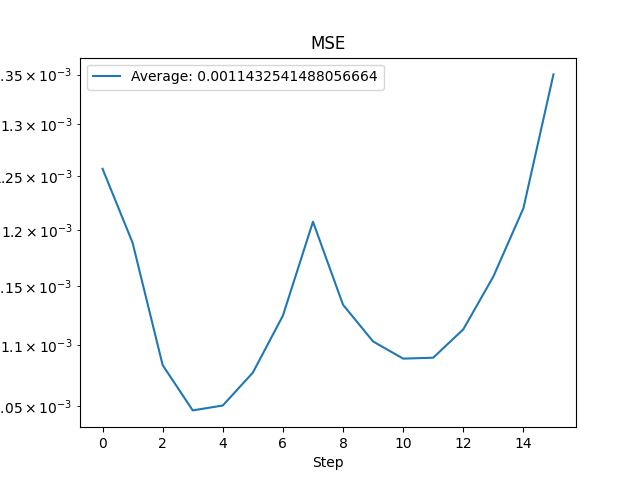 MSE
Average: 0.0011432541488056664
.35 × 10⁻³
1.3 × 10⁻³
.25 × 10⁻³
1.2 × 10⁻³
.15 × 10⁻³
1.1 × 10⁻³
.05 × 10⁻³
0 2 4 6 8 10 12 14
Step